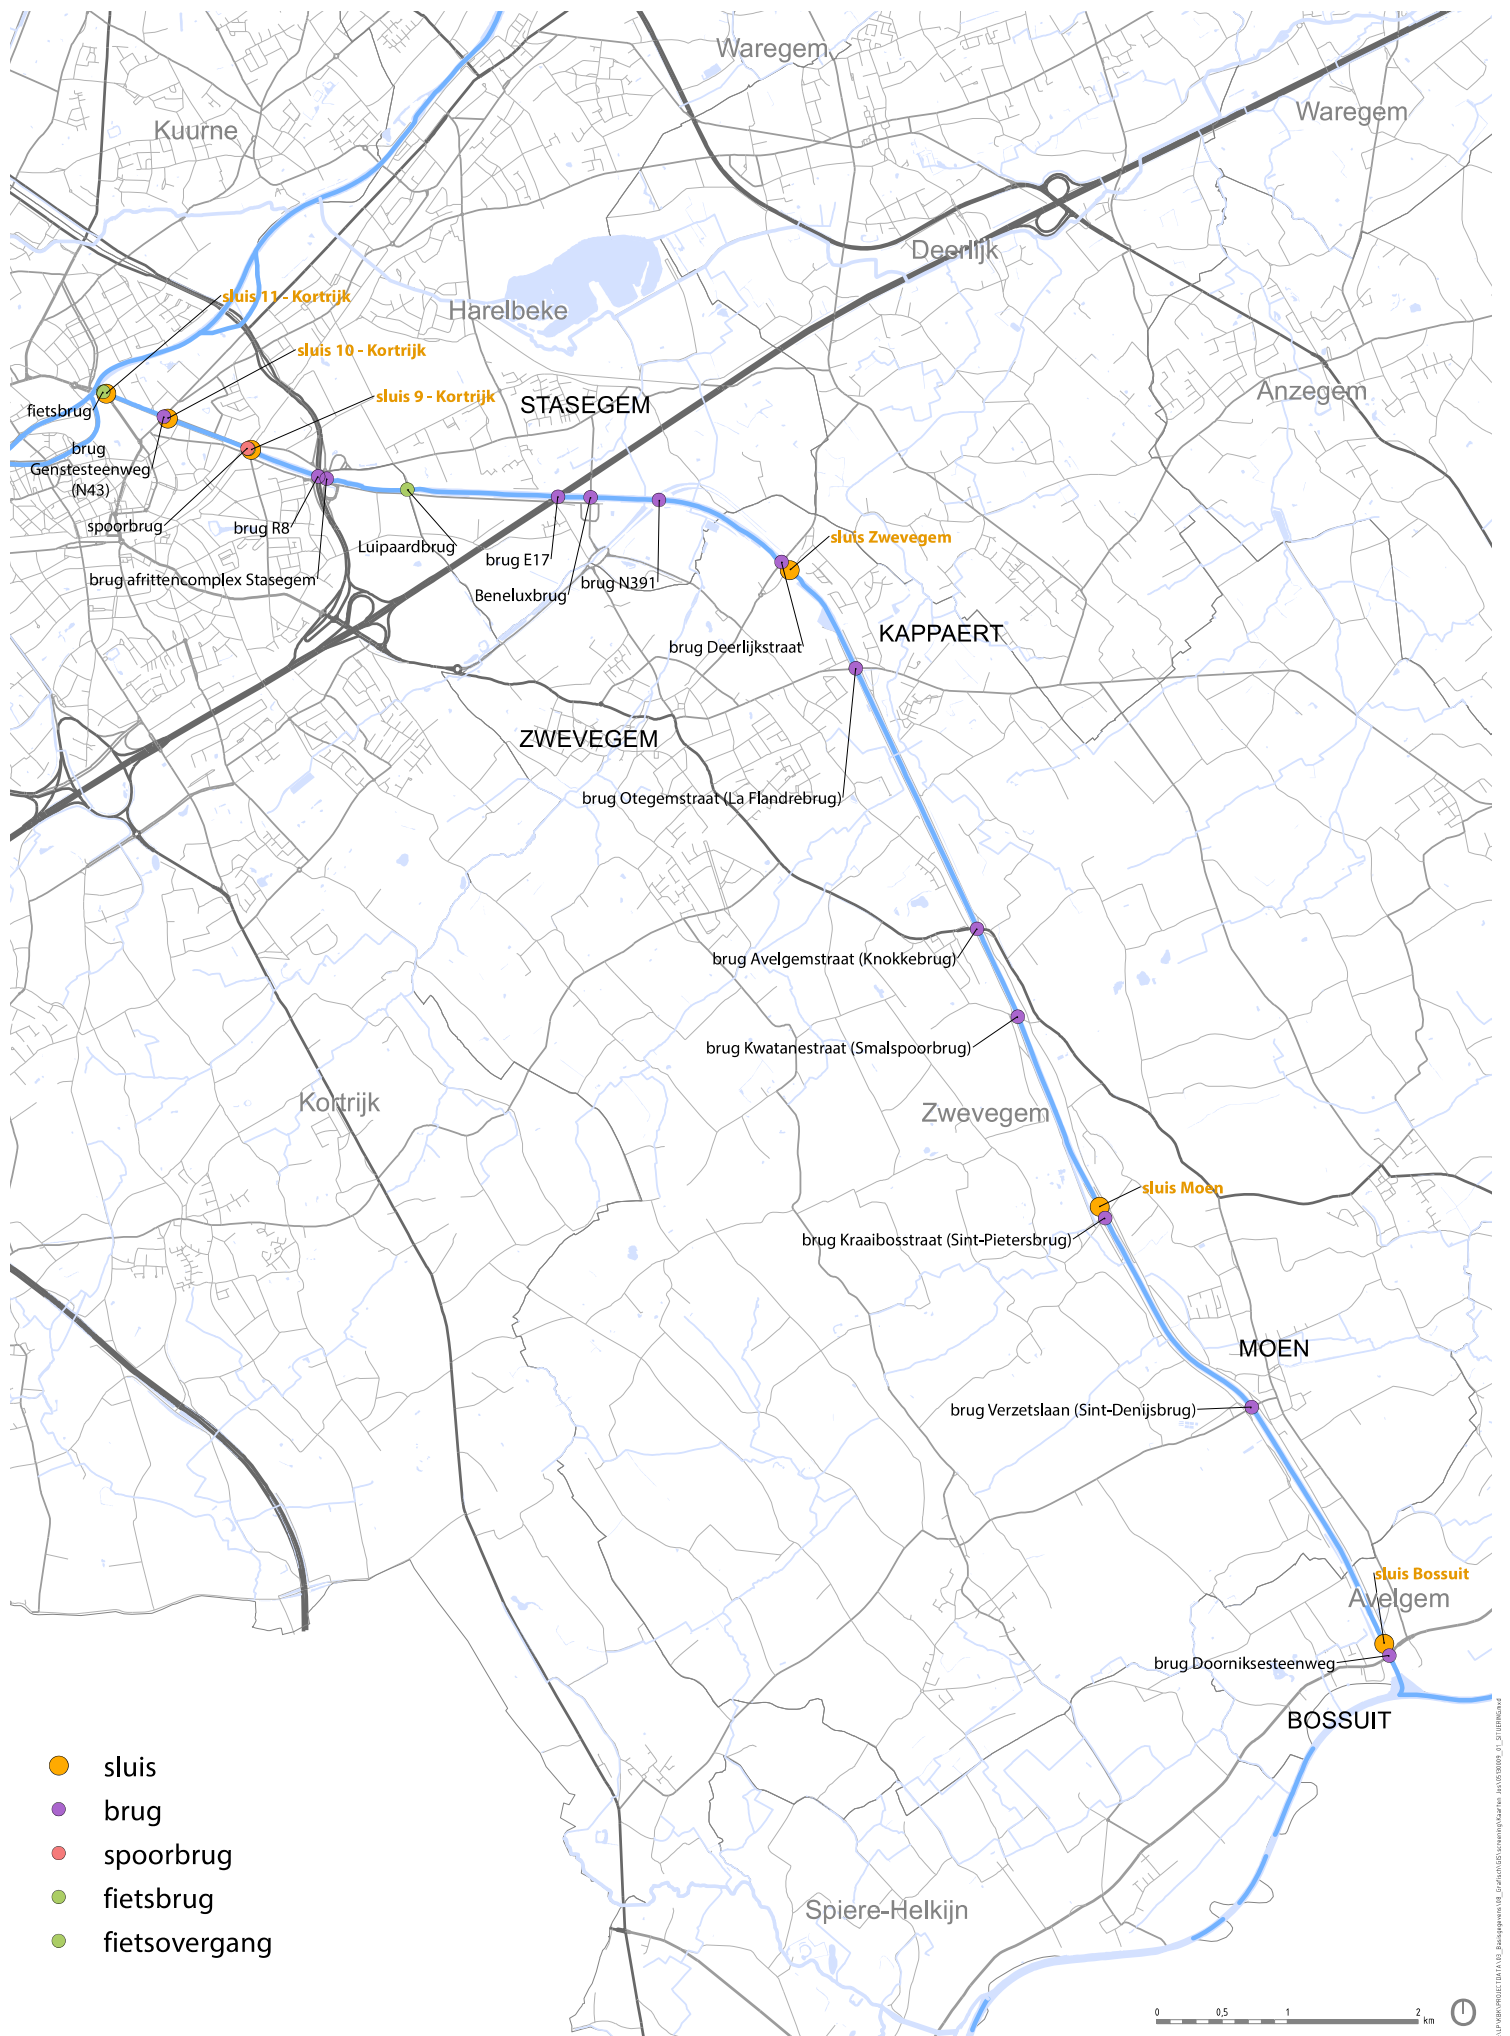 Waregem
Waregem
Kuurne
Deerlijk
sluis 11 - Kortrijk
Harelbeke
sluis 10 - Kortrijk
sluis 9 - Kortrijk
STASEGEM
Anzegem
fietsbrug
brug
Genstesteenweg
(N43)
spoorbrug
brug R8
Luipaardbrug
brug E17
sluis Zwevegem
brug afrittencomplex Stasegem
Beneluxbrug
brug N391
KAPPAERT
brug Deerlijkstraat
ZWEVEGEM
brug Otegemstraat (La Flandrebrug)
brug Avelgemstraat (Knokkebrug)
brug Kwatanestraat (Smalspoorbrug)
Kortrijk
Zwevegem
sluis Moen
brug Kraaibosstraat (Sint-Pietersbrug)
MOEN
brug Verzetslaan (Sint-Denijsbrug)
sluis Bossuit
Avelgem
brug Doorniksesteenweg
BOSSUIT
sluis
brug
spoorbrug
fietsbrug
fietsovergang
Spiere-Helkijn
0 0,5 1 2 km